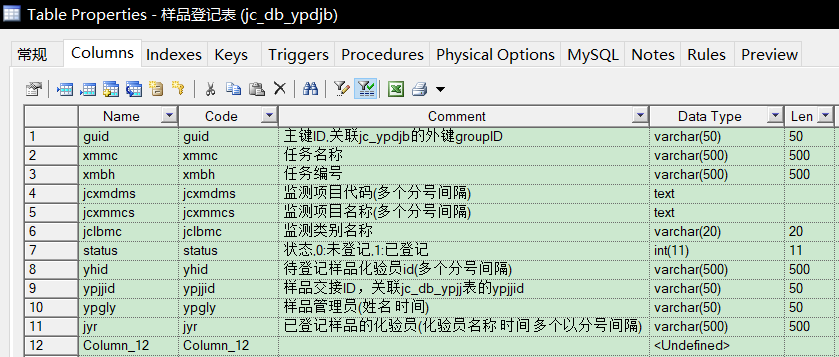 Table Properties - 样品登记表 (jc_db_ypdjb)
常规 Columns Indexes Keys Triggers Procedures Physical Options MySQL Notes Rules Preview
Name Code Comment Data Type Len
1 guid guid 主键ID,关联jc_ypdjb的外键groupID varchar(50) 50
2 xmmc xmmc 任务名称 varchar(500) 500
3 xmbh xmbh 任务编号 varchar(500) 500
4 jcxmdms jcxmdms 监测项目代码(多个分号间隔) text
5 jcxmmcs jcxmmcs 监测项目名称(多个分号间隔) text
6 jclbmc jclbmc 监测类别名称 varchar(20) 20
7 status status 状态,0:未登记,1:已登记 int(11) 11
8 yhid yhid 待登记样品化验员id(多个分号间隔) varchar(500) 500
9 ypjjid ypjjid 样品交接ID，关联jc_db_ypjj表的ypjjid varchar(50) 50
10 ypgly ypgly 样品管理员(姓名 时间) varchar(50) 50
11 jyr jyr 已登记样品的化验员(化验员名称 时间 多个以分号间隔) varchar(500) 500
12 Column_12 Column_12 <Undefined>